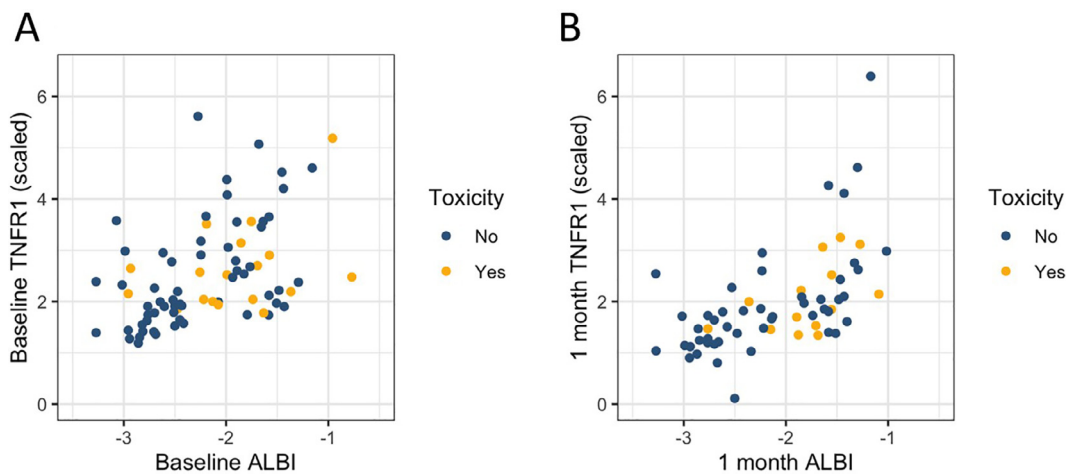 A
Baseline TNFR1 (scaled)
6
4
2
0
-3
-2
-1
Baseline ALBI
Toxicity
No
Yes
B
1 month TNFR1 (scaled)
6
4
2
0
-3
-2
-1
1 month ALBI
Toxicity
No
Yes